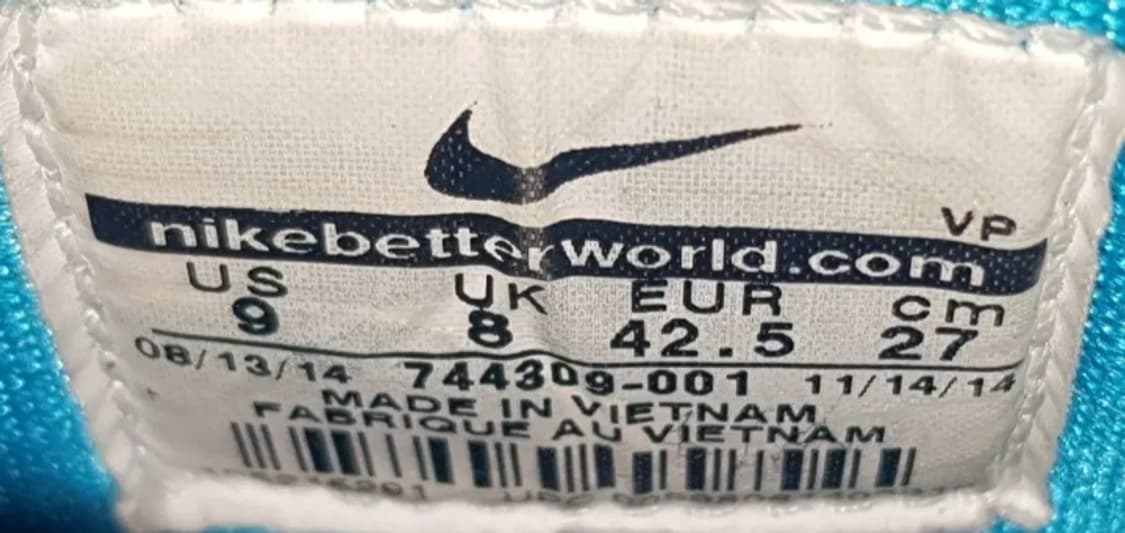 VP
nikebetterworld.com
US UK EUR cm
9 8 42.5 27
08/13/14 744309-001 11/14/14
MADE IN VIETNAM
FABRIQUE AU VIETNAM